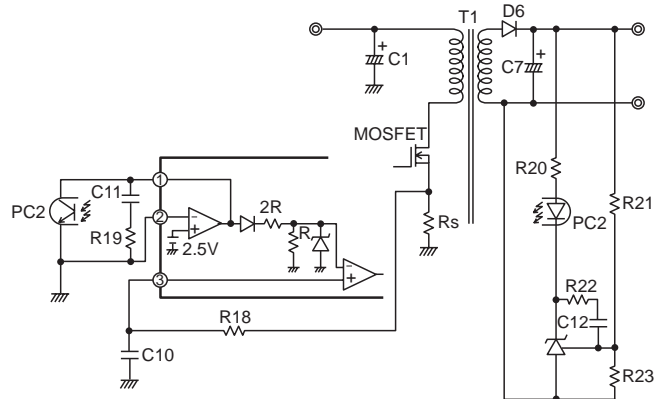 T1
D6
C1
C7
MOSFET
R20
R21
1
C11
2R
PC2
2
R
Rs
PC2
R19
2.5V
R22
3
C12
R18
C10
R23